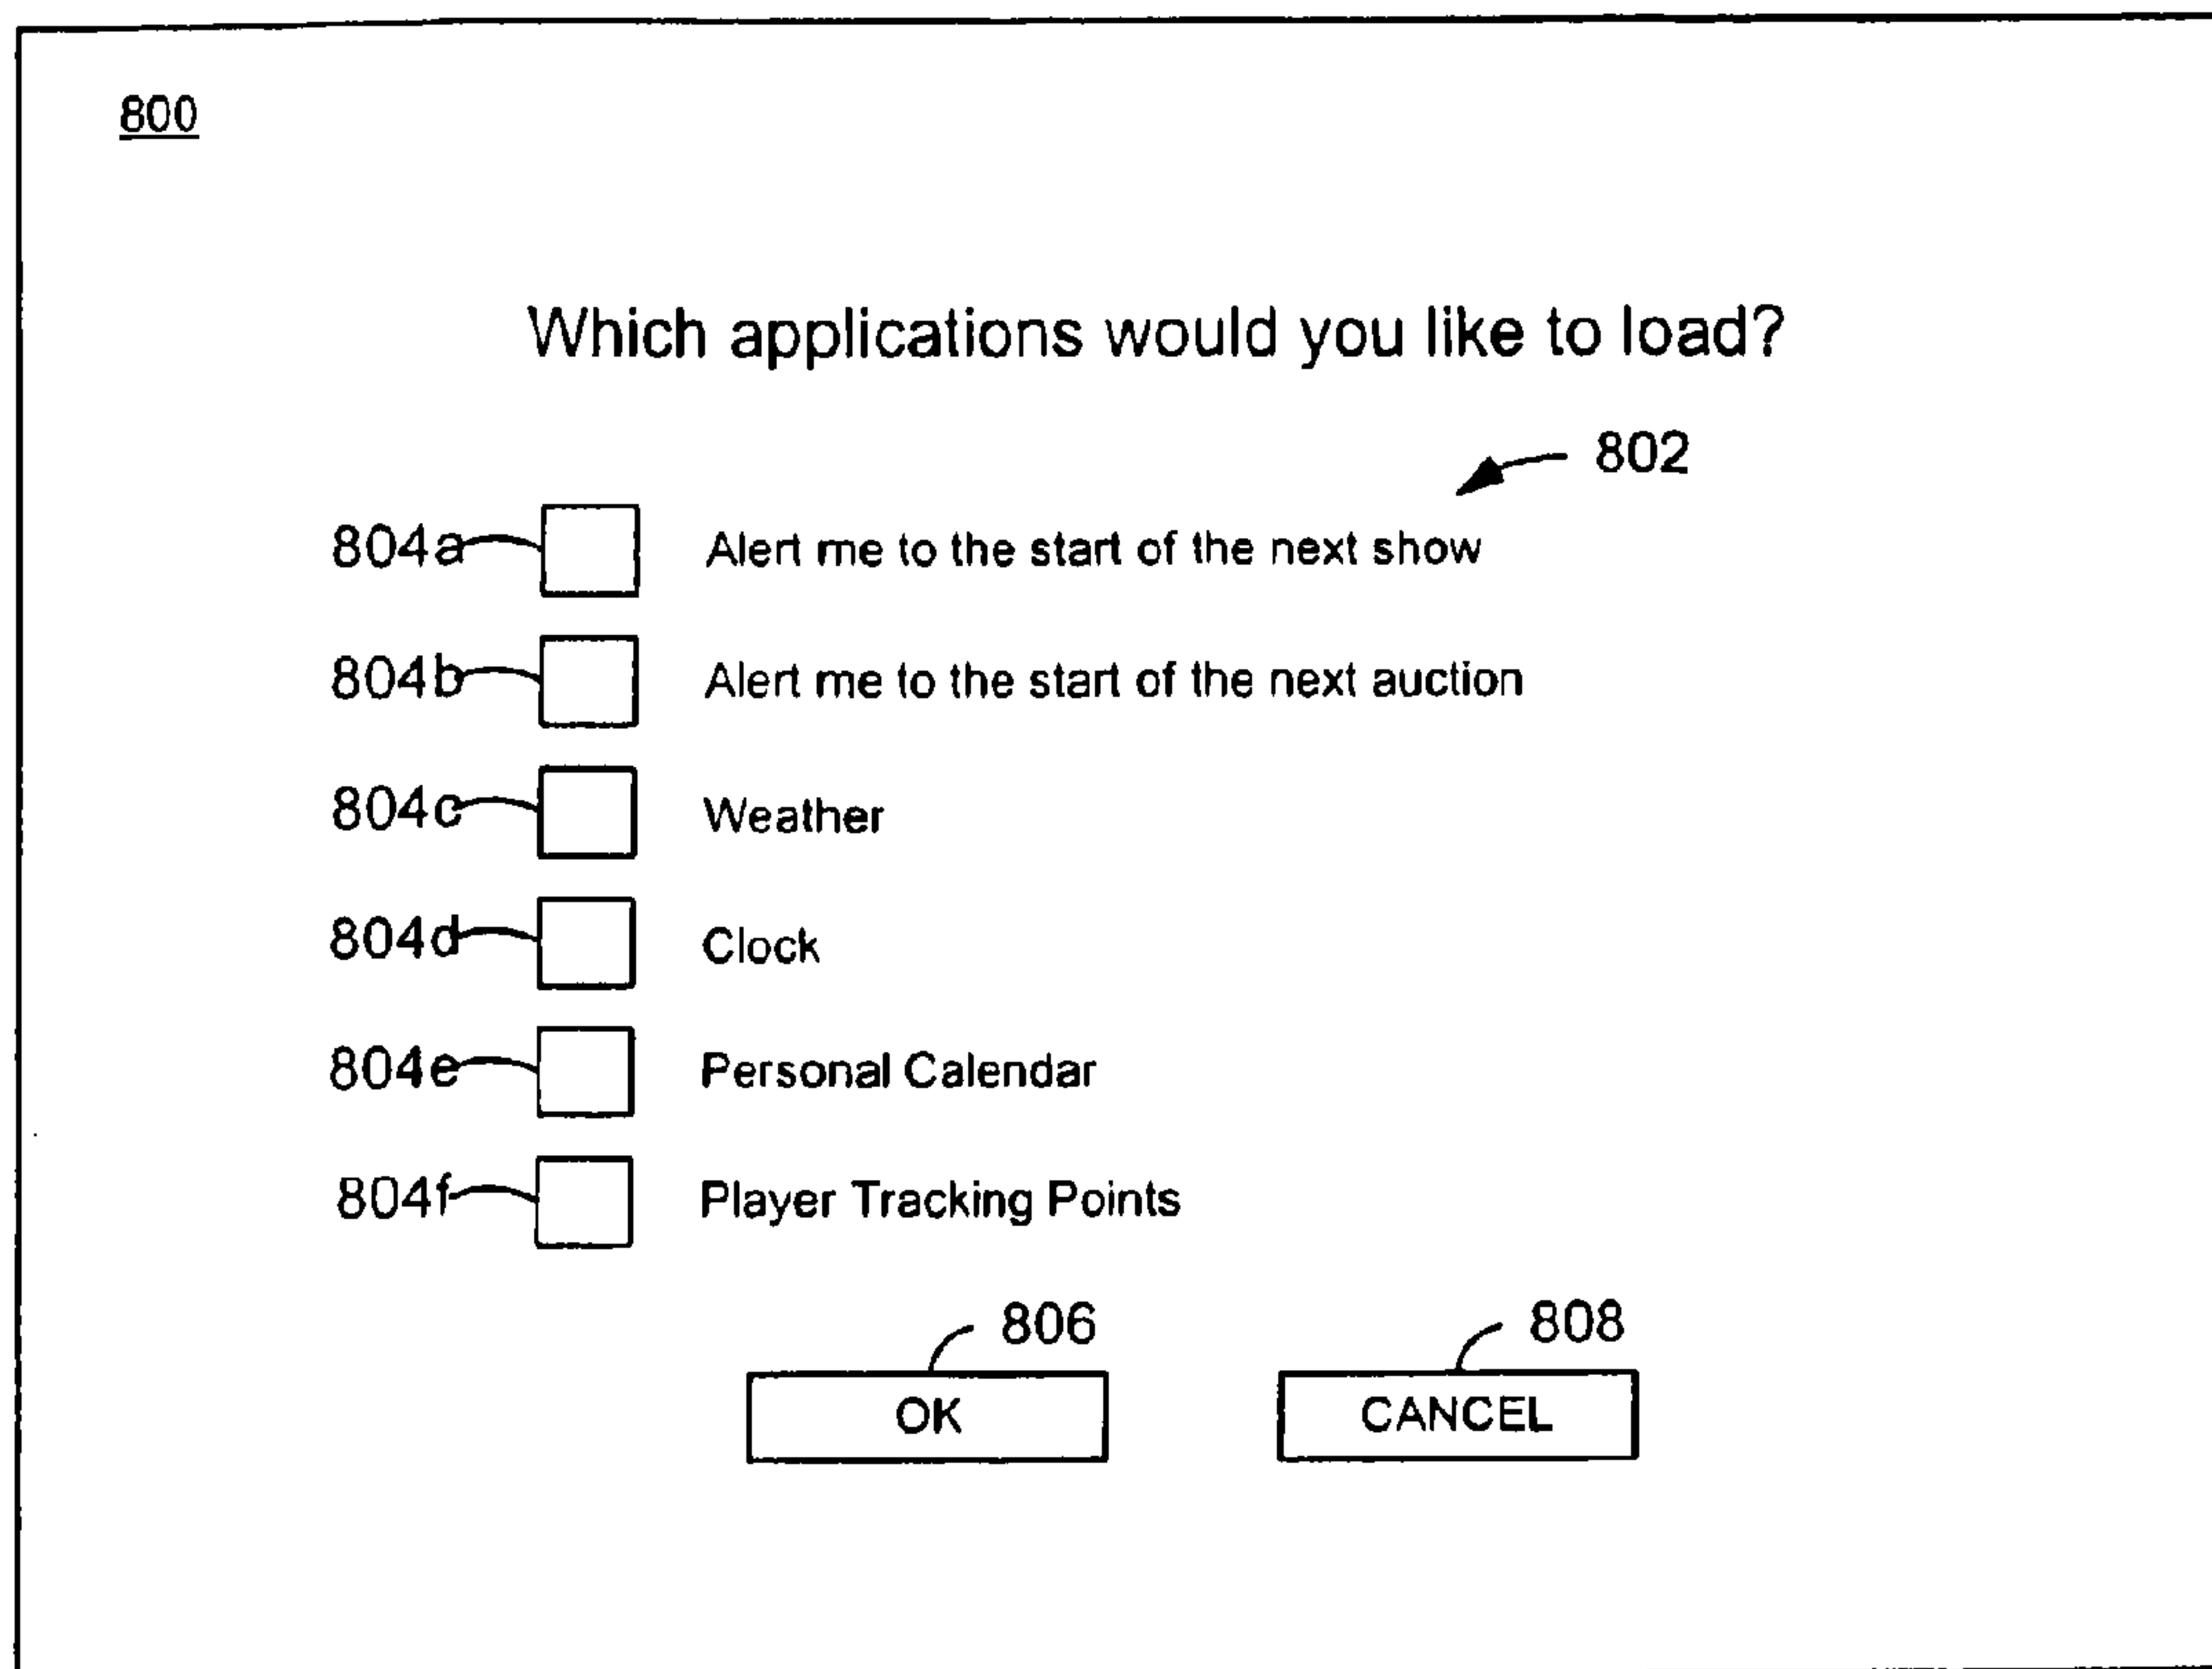 800
Which applications would you like to load?
802
804a Alert me to the start of the next show
804b Alert me to the start of the next auction
804c Weather
804d Clock
804e Personal Calendar
804f Player Tracking Points
806 808
OK CANCEL